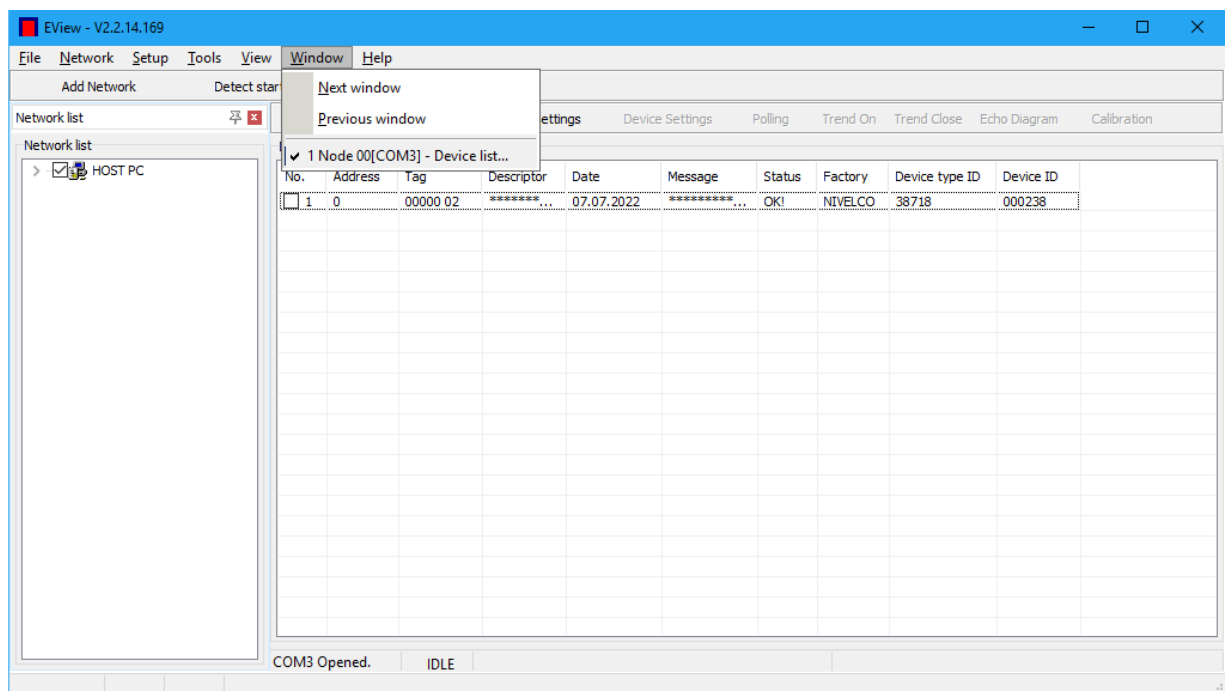 EView - V2.2.14.169
File Network Setup Tools View Window Help
Add Network Detect star
Next window
Previous window
1 Node 00[COM3] - Device list...
Network list
ettings Device Settings Polling Trend On Trend Close Echo Diagram Calibration
Network list
HOST PC
No. Address Tag Descriptor Date Message Status Factory Device type ID Device ID
1 0 00000 02 *******... 07.07.2022 *********... OK! NIVELCO 38718 000238
COM3 Opened. IDLE